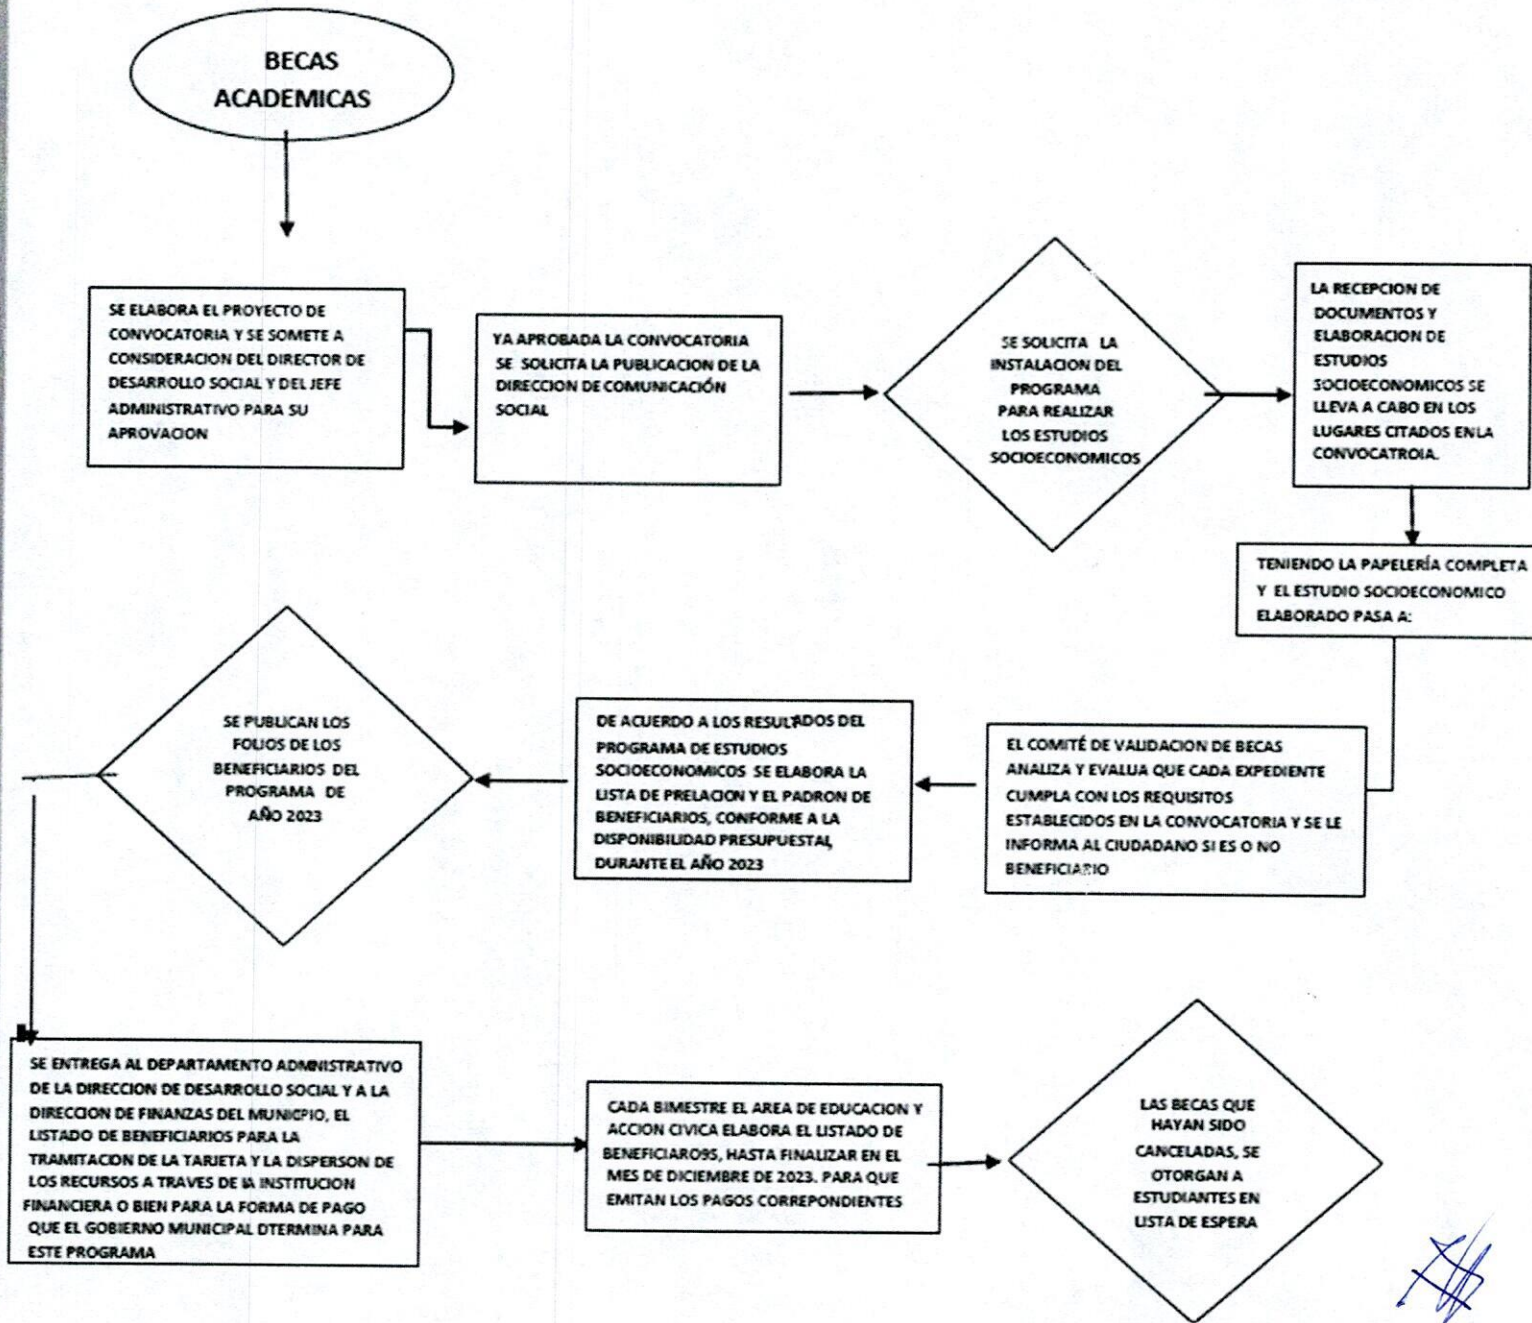 BECAS
ACADEMICAS
SE ELABORA EL PROYECTO DE
CONVOCATORIA Y SE SOMETE A
CONSIDERACION DEL DIRECTOR DE
DESARROLLO SOCIAL Y DEL JEFE
ADMINISTRATIVO PARA SU
APROVACION
YA APROBADA LA CONVOCATORIA
SE SOLICITA LA PUBLICACION DE LA
DIRECCION DE COMUNICACIÓN
SOCIAL
SE SOLICITA LA
INSTALACION DEL
PROGRAMA
PARA REALIZAR
LOS ESTUDIOS
SOCIOECONOMICOS
LA RECEPCION DE
DOCUMENTOS Y
ELABORACION DE
ESTUDIOS
SOCIOECONOMICOS SE
LLEVA A CABO EN LOS
LUGARES CITADOS EN LA
CONVOCATROIA.
TENIENDO LA PAPELERÍA COMPLETA
Y EL ESTUDIO SOCIOECONOMICO
ELABORADO PASA A:
EL COMITÉ DE VALIDACION DE BECAS
ANALIZA Y EVALUA QUE CADA EXPEDIENTE
CUMPLA CON LOS REQUISITOS
ESTABLECIDOS EN LA CONVOCATORIA Y SE LE
INFORMA AL CIUDADANO SI ES O NO
BENEFICIARIO
DE ACUERDO A LOS RESULTADOS DEL
PROGRAMA DE ESTUDIOS
SOCIOECONOMICOS SE ELABORA LA
LISTA DE PRELACION Y EL PADRON DE
BENEFICIARIOS, CONFORME A LA
DISPONIBILIDAD PRESUPUESTAL,
DURANTE EL AÑO 2023
SE PUBLICAN LOS
FOLIOS DE LOS
BENEFICIARIOS DEL
PROGRAMA DE
AÑO 2023
SE ENTREGA AL DEPARTAMENTO ADMINISTRATIVO
DE LA DIRECCION DE DESARROLLO SOCIAL Y A LA
DIRECCION DE FINANZAS DEL MUNICPIO, EL
LISTADO DE BENEFICIARIOS PARA LA
TRAMITACION DE LA TARJETA Y LA DISPERSON DE
LOS RECURSOS A TRAVES DE LA INSTITUCION
FINANCIERA O BIEN PARA LA FORMA DE PAGO
QUE EL GOBIERNO MUNICIPAL DTERMINA PARA
ESTE PROGRAMA
CADA BIMESTRE EL AREA DE EDUCACION Y
ACCION CIVICA ELABORA EL LISTADO DE
BENEFICIARO9S, HASTA FINALIZAR EN EL
MES DE DICIEMBRE DE 2023. PARA QUE
EMITAN LOS PAGOS CORREPONDIENTES
LAS BECAS QUE
HAYAN SIDO
CANCELADAS, SE
OTORGAN A
ESTUDIANTES EN
LISTA DE ESPERA